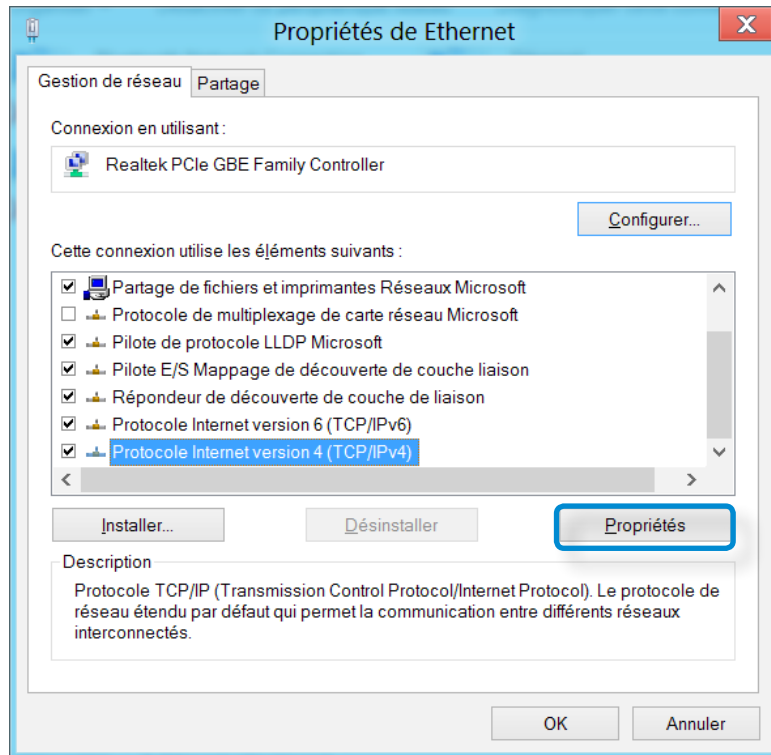 Propriétés de Ethernet
X
Gestion de réseau
Partage
Connexion en utilisant :
Realtek PCIe GBE Family Controller
Configurer...
Cette connexion utilise les éléments suivants :
Partage de fichiers et imprimantes Réseaux Microsoft
Protocole de multiplexage de carte réseau Microsoft
Pilote de protocole LLDP Microsoft
Pilote E/S Mappage de découverte de couche liaison
Répondeur de découverte de couche de liaison
Protocole Internet version 6 (TCP/IPv6)
Protocole Internet version 4 (TCP/IPv4)
Installer...
Désinstaller
Propriétés
Description
Protocole TCP/IP (Transmission Control Protocol/Internet Protocol). Le protocole de
réseau étendu par défaut qui permet la communication entre différents réseaux
interconnectés.
OK
Annuler